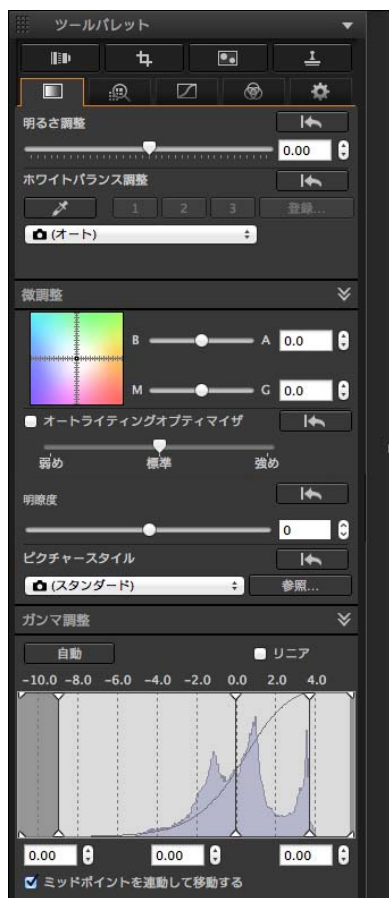 ツールパレット
明るさ調整
0.00
ホワイトバランス調整
1 2 3 登録...
(オート)
微調整
B A 0.0
M G 0.0
オートライティングオプティマイザ
弱め 標準 強め
明瞭度
0
ピクチャースタイル
(スタンダード) 参照...
ガンマ調整
自動 リニア
-10.0 -8.0 -6.0 -4.0 -2.0 0.0 2.0 4.0
0.00 0.00 0.00
ミッドポイントを連動して移動する